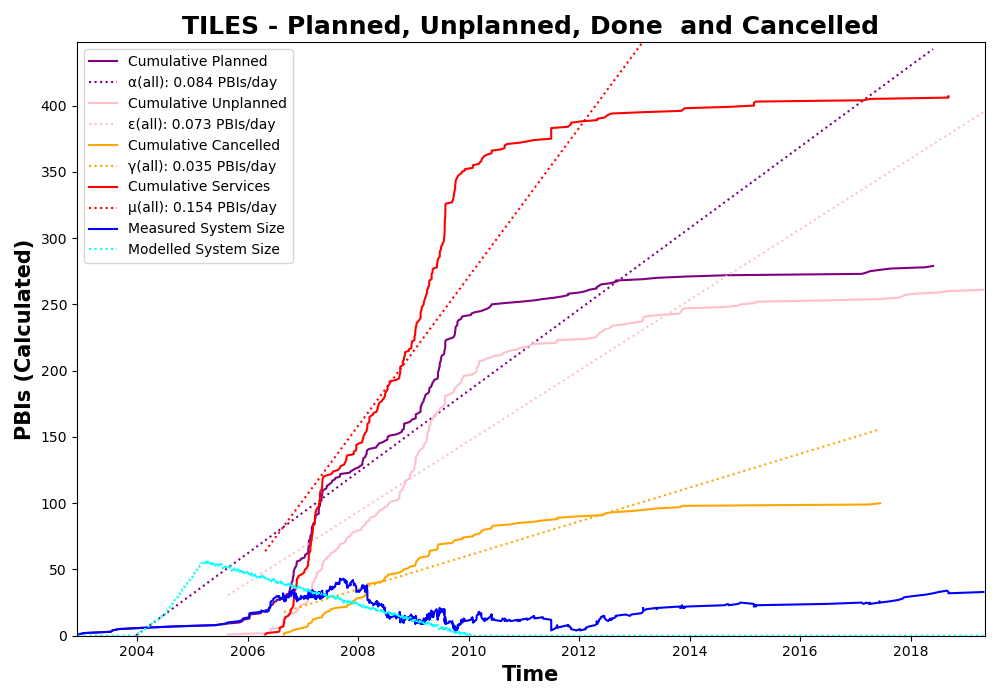 TILES - Planned, Unplanned, Done  and Cancelled
Cumulative Planned
α(all): 0.084 PBIs/day
Cumulative Unplanned
ε(all): 0.073 PBIs/day
Cumulative Cancelled
γ(all): 0.035 PBIs/day
Cumulative Services
μ(all): 0.154 PBIs/day
Measured System Size
Modelled System Size
PBIs (Calculated)
400
350
300
250
200
150
100
50
0
2004 2006 2008 2010 2012 2014 2016 2018
Time